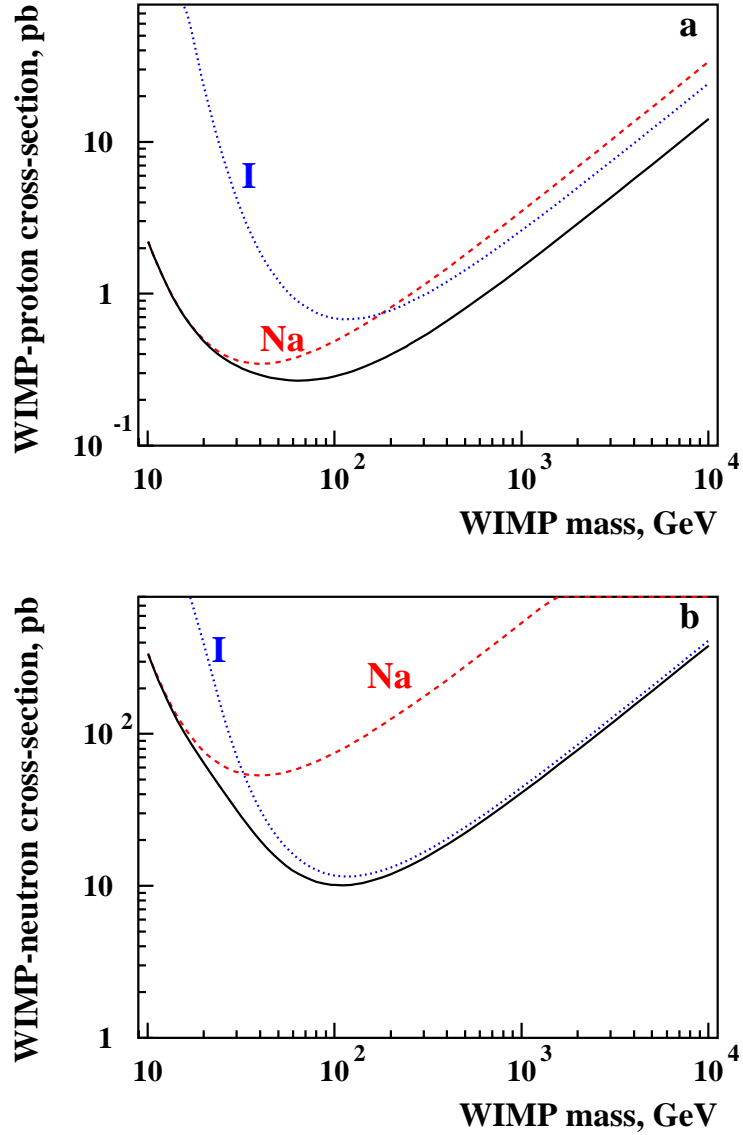 a
WIMP-proton cross-section, pb
10
1
10 -1
I
Na
10
10 2
10 3
10 4
WIMP mass, GeV
b
WIMP-neutron cross-section, pb
10 2
10
1
I
Na
10
10 2
10 3
10 4
WIMP mass, GeV